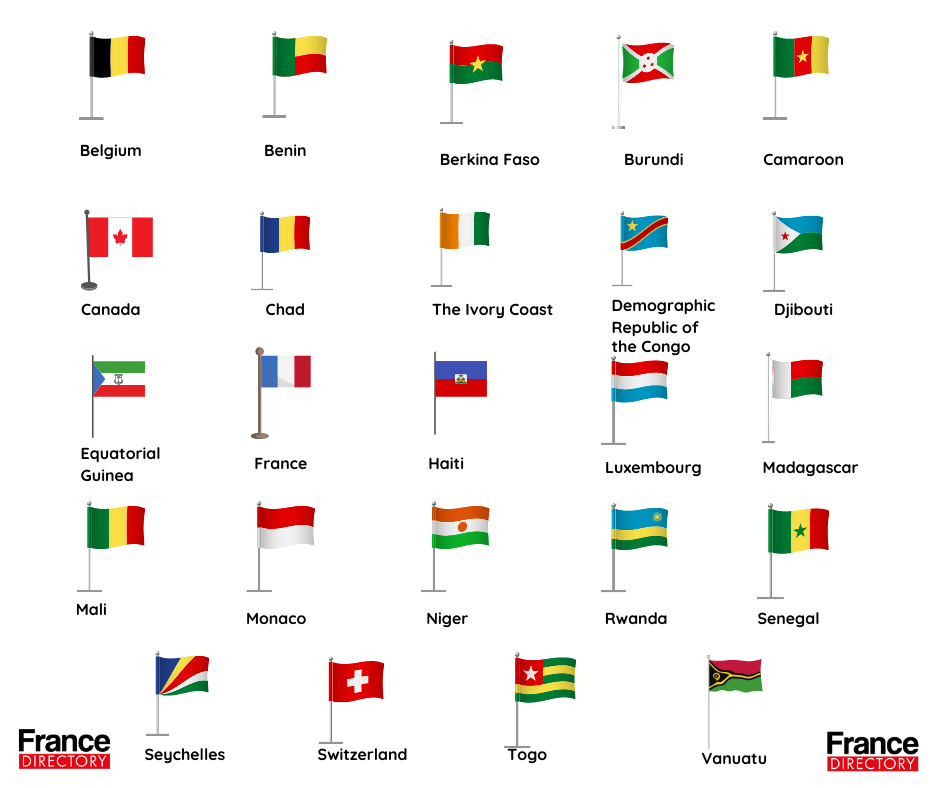 Belgium
Benin
Berkina Faso
Burundi
Camaroon
Canada
Chad
The Ivory Coast
Demographic
Republic of
the Congo
Djibouti
Equatorial
Guinea
France
Haiti
Luxembourg
Madagascar
Mali
Monaco
Niger
Rwanda
Senegal
Seychelles
Switzerland
Togo
Vanuatu
France
DIRECTORY
France
DIRECTORY